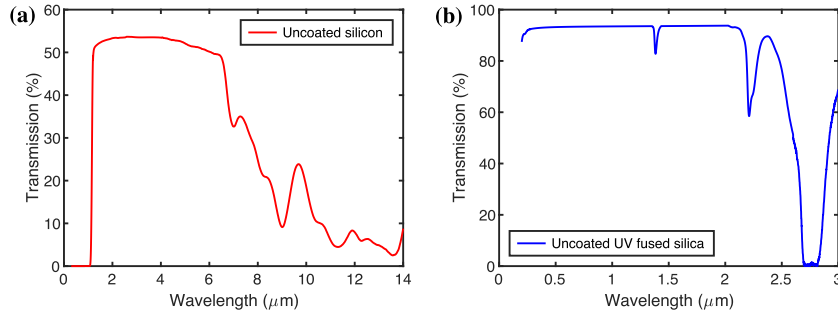 (a)
60
50
40
30
20
10
0
Transmission (%)
Uncoated silicon
0 2 4 6 8 10 12 14
Wavelength (μm)
(b)
100
80
60
40
20
0
Transmission (%)
Uncoated UV fused silica
0 0.5 1 1.5 2 2.5 3
Wavelength (μm)